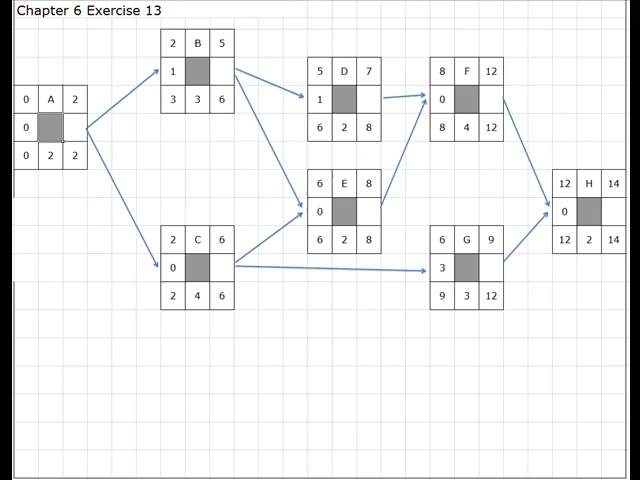 Chapter 6 Exercise 13
0 A 2
0
0 2 2
2 B 5
1
3 3 6
2 C 6
0
2 4 6
5 D 7
1
6 2 8
6 E 8
0
6 2 8
8 F 12
0
8 4 12
6 G 9
3
9 3 12
12 H 14
0
12 2 14